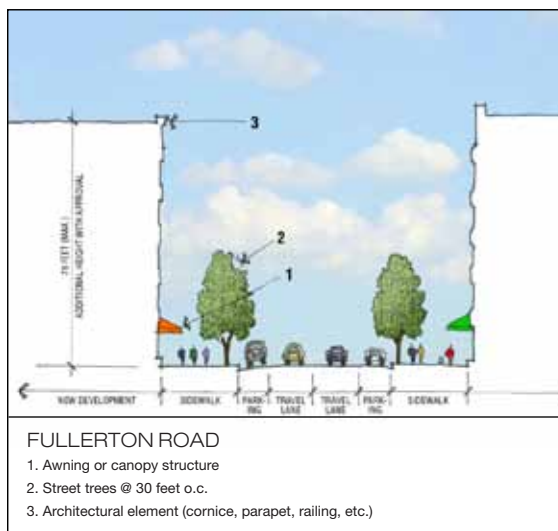 3
2
1
75 FEET (MAX.)
ADDITIONAL HEIGHT WITH APPROVAL
NEW DEVELOPMENT
SIDEWALK
PARK-
ING
TRAVEL
LANE
TRAVEL
LANE
PARK-
ING
SIDEWALK
FULLERTON ROAD
1. Awning or canopy structure
2. Street trees @ 30 feet o.c.
3. Architectural element (cornice, parapet, railing, etc.)